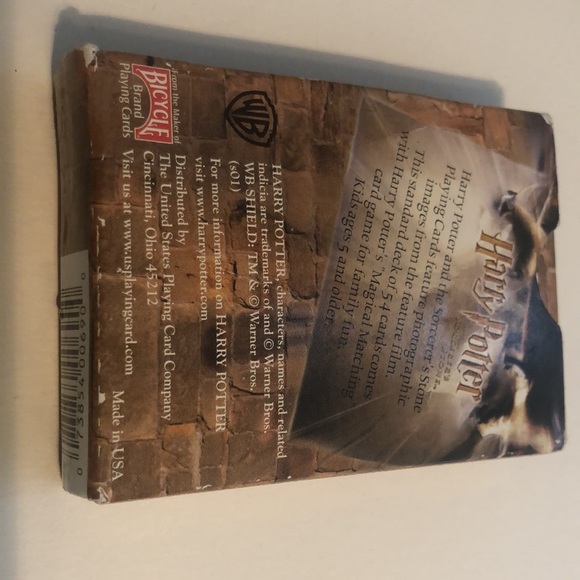 Harry Potter
Harry Potter and the Sorcerer's Stone
Playing Cards feature photographic
images from the feature film.
This standard deck of 54 cards comes
with Harry Potter's "Magical Matching
card game for family fun.
Kids ages 5 and older.
HARRY POTTER, characters, names and related
indicia are trademarks of and © Warner Bros.
WB SHIELD: TM & © Warner Bros.
(s01)
WB
For more information on HARRY POTTER
visit www.harrypotter.com
From the Maker of
BICYCLE
Brand
Playing Cards
Distributed by
The United States Playing Card Company
Cincinnati, Ohio 45212
Visit us at www.usplayingcard.com
Made in USA